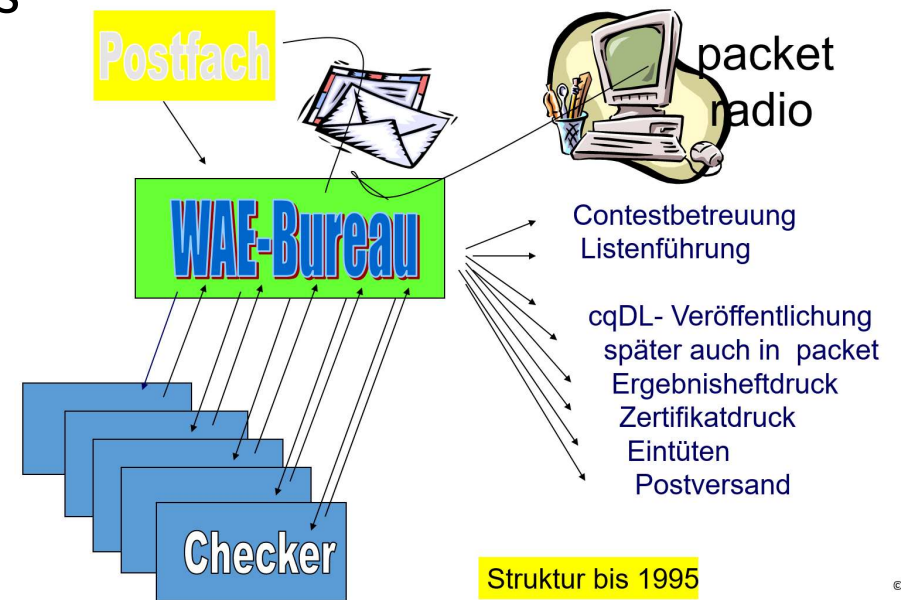 s
Postfach
packet
radio
WAE-Bureau
Contestbetreuung
Listenführung
cqDL- Veröffentlichung
später auch in packet
Ergebnisheftdruck
Zertifikatdruck
Eintüten
Postversand
Checker
Struktur bis 1995
©